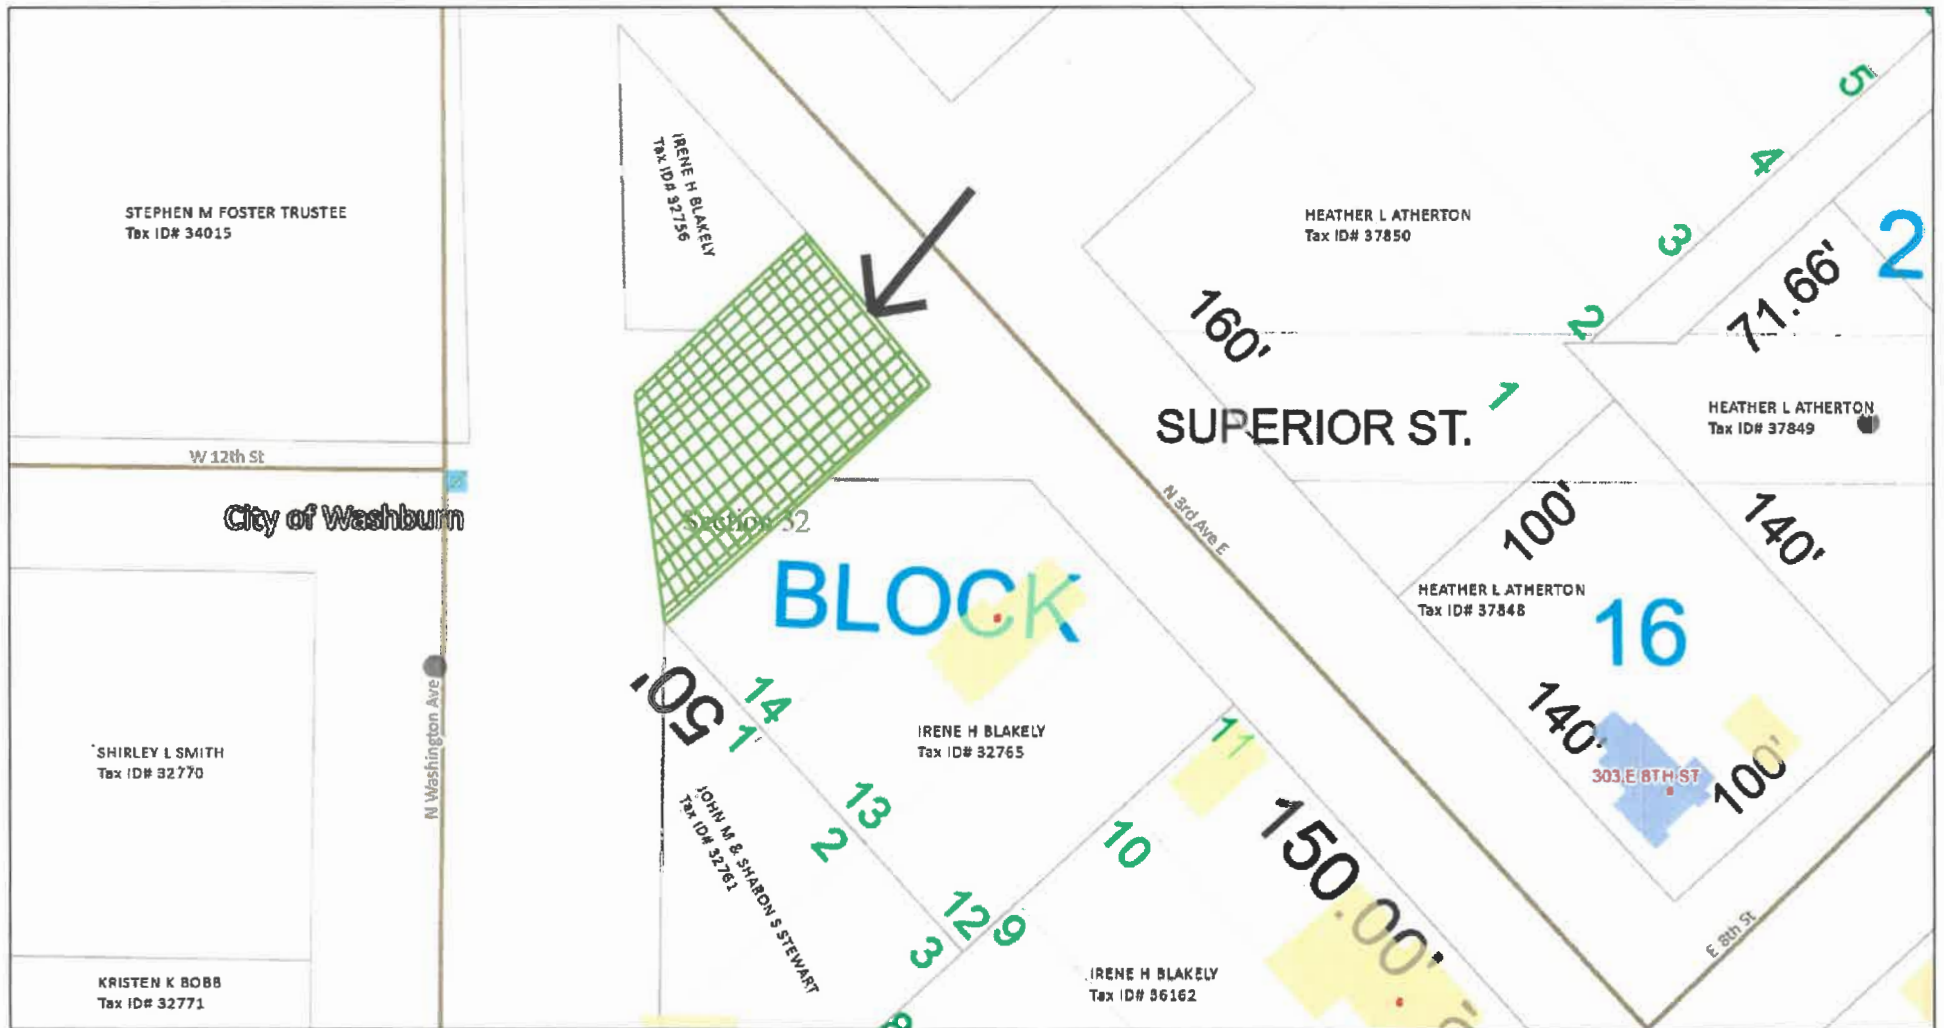 STEPHEN M FOSTER TRUSTEE
Tax ID# 34015
IRENE H BLAKELY
Tax ID# 32756
HEATHER L ATHERTON
Tax ID# 37850
5
4
3
2
1
2
71.66'
160'
SUPERIOR ST.
HEATHER L ATHERTON
Tax ID# 37849
W 12th St
City of Washburn
Section 32
N 3rd Ave E
100'
140'
BLOCK
HEATHER L ATHERTON
Tax ID# 37848
16
140'
100'
303 E 8TH ST
50'
14
1
IRENE H BLAKELY
Tax ID# 32765
11
N Washington Ave
SHIRLEY L SMITH
Tax ID# 32770
JOHN M & SHARON S STEWART
Tax ID# 32761
13
2
10
150.00'
12
9
3
E 8th St
KRISTEN K BOBB
Tax ID# 32771
IRENE H BLAKELY
Tax ID# 36162
8